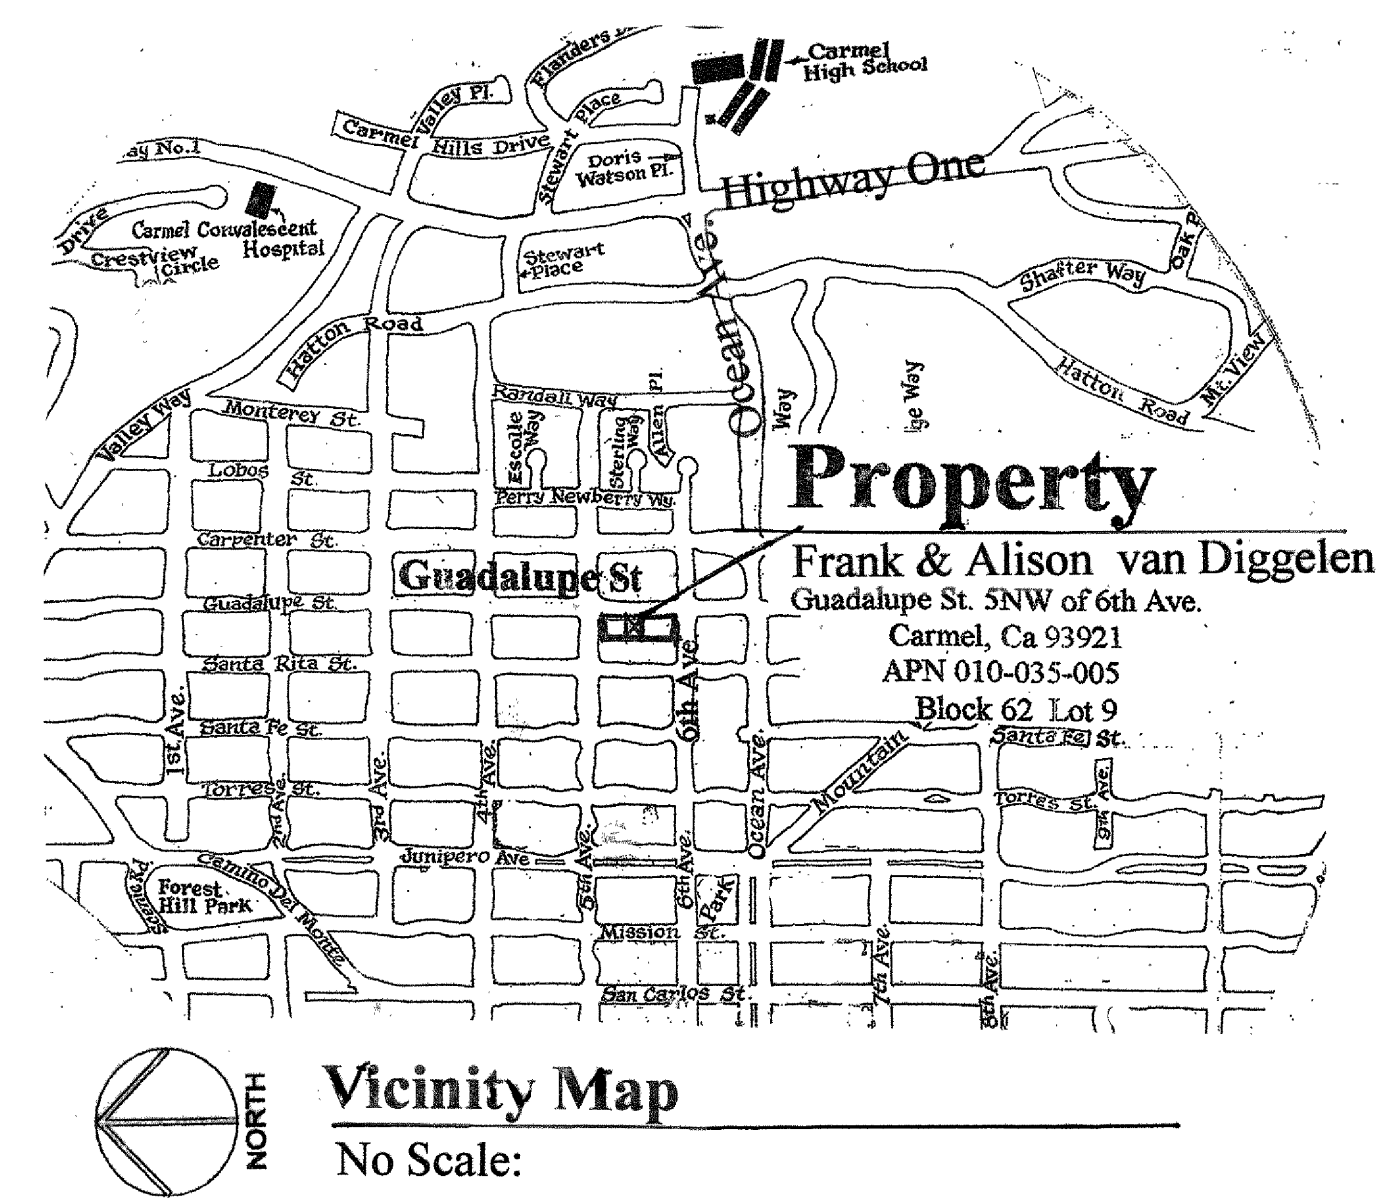 Flanders
Carmel
High School
Valley Pl.
Stewart Place
Carmel Hills Drive
ay No.1
Doris
Watson Pl.
Highway One
Drive
Carmel Convalescent
Hospital
Crestview
Circle
Stewart
Place
Oak
Shafter Way
Ocean Ave.
Hatton Road
Hatton Road
Mt. View
Valley Way
Monterey St.
Randall Way
Escolle
Way
Sterling
Way
Allen Pl.
Way
ge Way
Lobos St.
Perry Newberry Wy.
Property
Carpenter St.
Frank & Alison van Diggelen
Guadalupe St
Guadalupe St. 5NW of 6th Ave.
Guadalupe St.
Carmel, Ca 93921
Santa Rita St.
APN 010-035-005
6th Ave
Block 62 Lot 9
1st Ave.
Santa Fe St.
Santa Fe St.
Mountain
Ocean Ave.
Torres St.
2nd Ave.
3rd Ave.
4th Ave.
Torres St.
9th Ave.
Junipero Ave
5th Ave.
6th Ave.
Scenic Rd.
Camino Del Monte
Forest
Hill Park
Park
Mission St.
7th Ave.
8th Ave.
San Carlos St.
NORTH
Vicinity Map
No Scale: